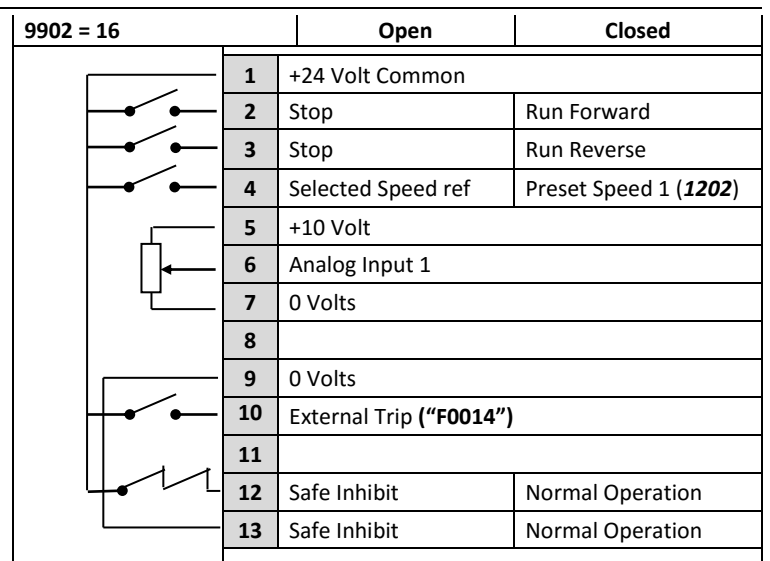 9902 = 16 Open Closed
1 +24 Volt Common
2 Stop Run Forward
3 Stop Run Reverse
4 Selected Speed ref Preset Speed 1 (1202)
5 +10 Volt
6 Analog Input 1
7 0 Volts
8
9 0 Volts
10 External Trip (“F0014”)
11
12 Safe Inhibit Normal Operation
13 Safe Inhibit Normal Operation